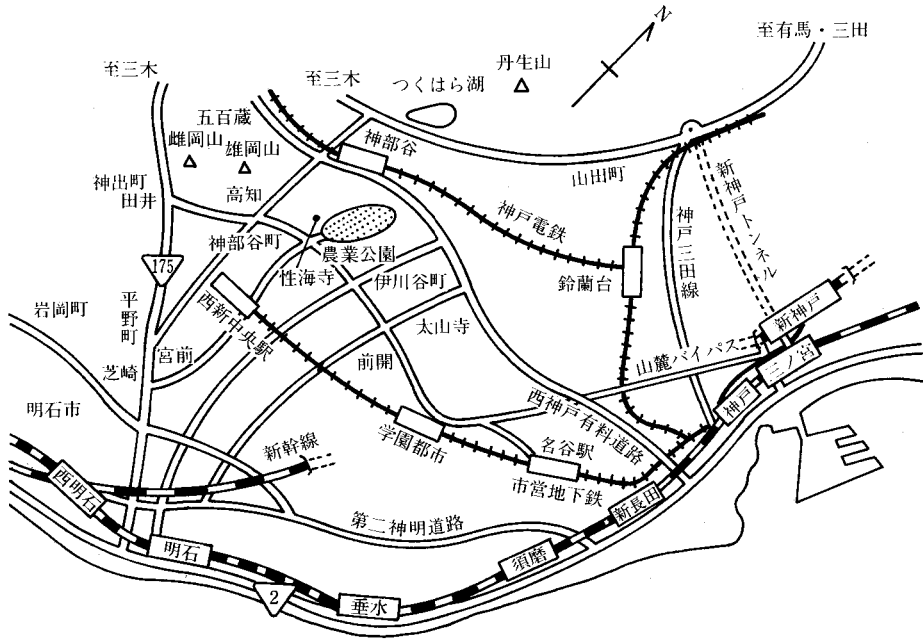 N
至有馬・三田
丹生山
至三木
至三木
つくはら湖
五百蔵
雌岡山
雄岡山
神部谷
山田町
新神戸トンネル
神出町
田井
高知
神戸電鉄
神戸三田線
神部谷町
農業公園
性海寺
鈴蘭台
175
伊川谷町
岩岡町
平野町
西新中央駅
太山寺
新神戸
山麓バイパス
三ノ宮
宮前
芝崎
前開
神戸
明石市
西神戸有料道路
新幹線
学園都市
名谷駅
市営地下鉄
西明石
新長田
第二神明道路
明石
須磨
2
垂水